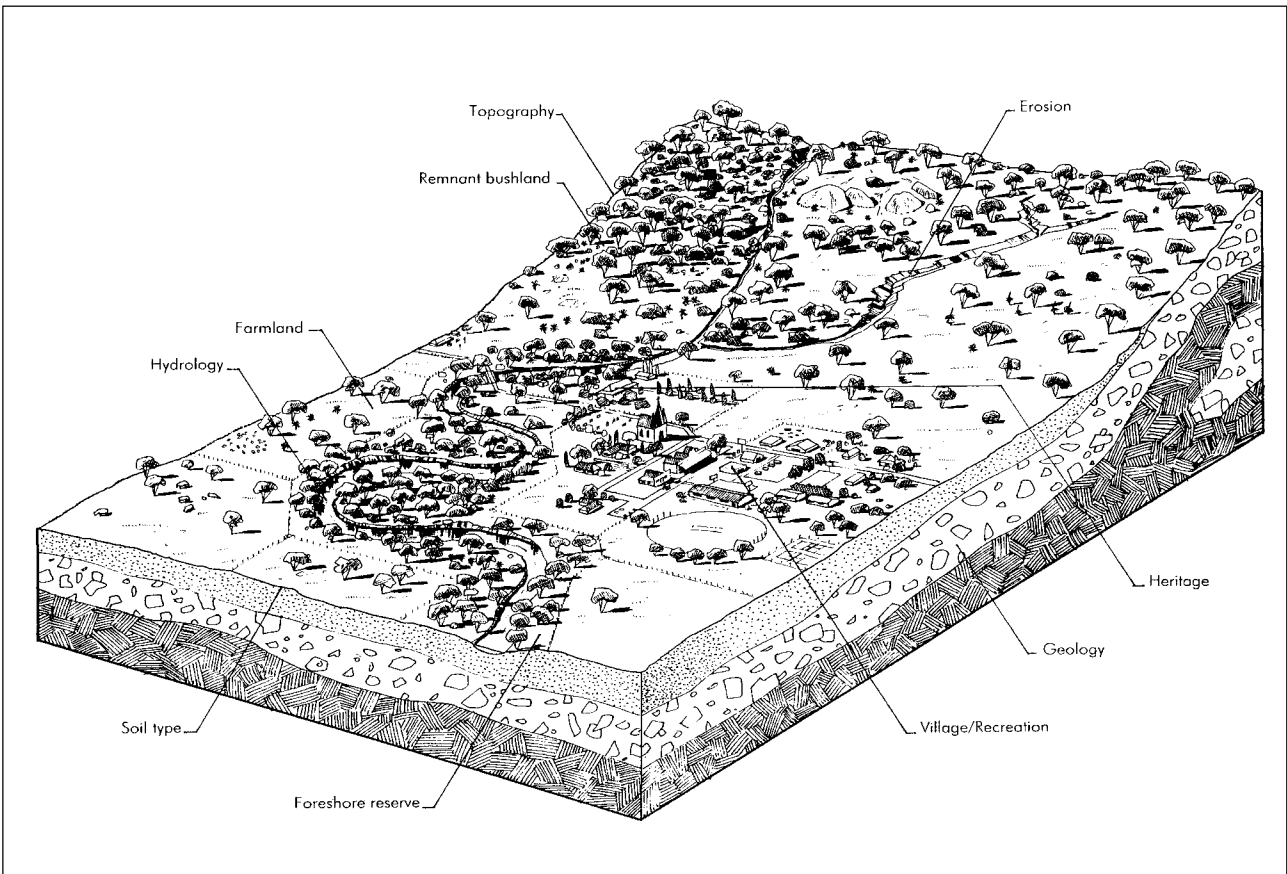 Topography
Erosion
Remnant bushland
Farmland
Hydrology
Heritage
Geology
Soil type
Village/Recreation
Foreshore reserve